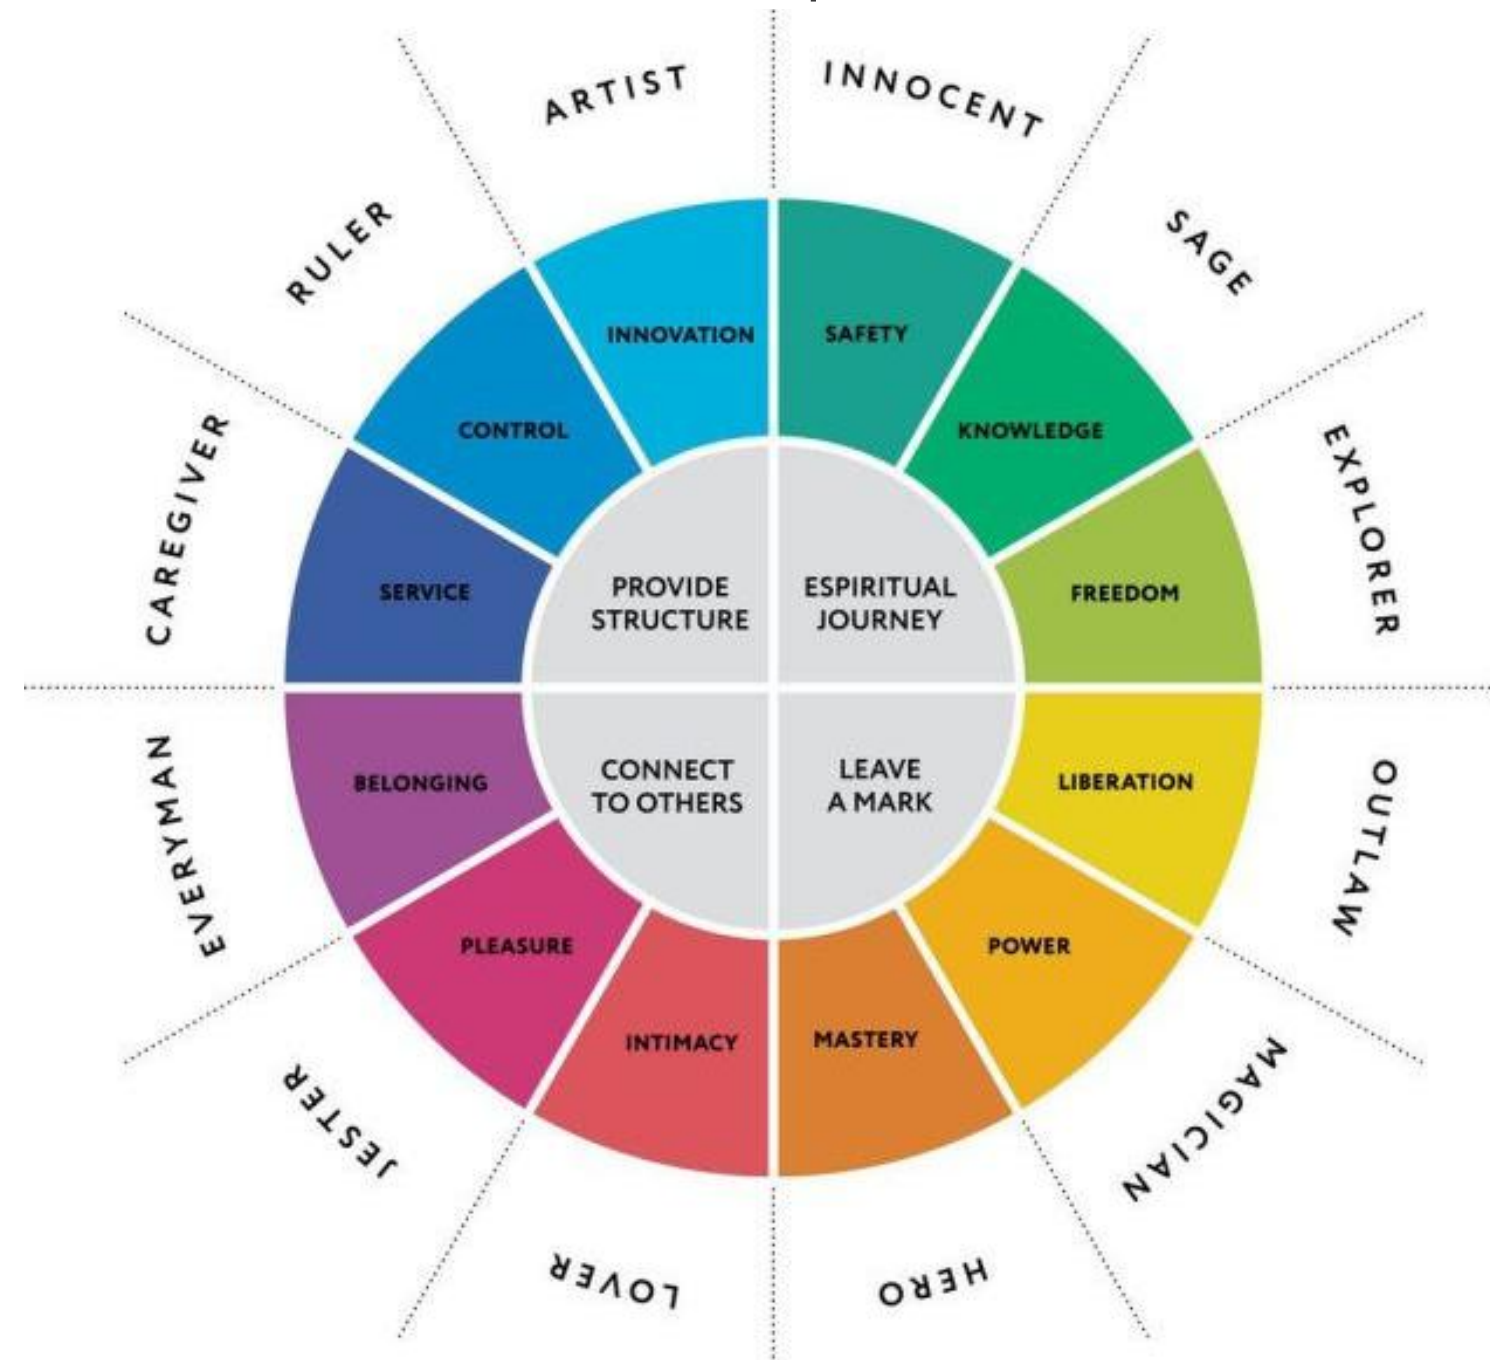 ARTIST
INNOCENT
RULER
SAGE
CAREGIVER
EXPLORER
INNOVATION
SAFETY
CONTROL
KNOWLEDGE
SERVICE
FREEDOM
PROVIDE
STRUCTURE
ESPIRITUAL
JOURNEY
EVERYMAN
OUTLAW
BELONGING
LIBERATION
CONNECT
TO OTHERS
LEAVE
A MARK
PLEASURE
POWER
INTIMACY
MASTERY
JESTER
MAGICIAN
LOVER
HERO